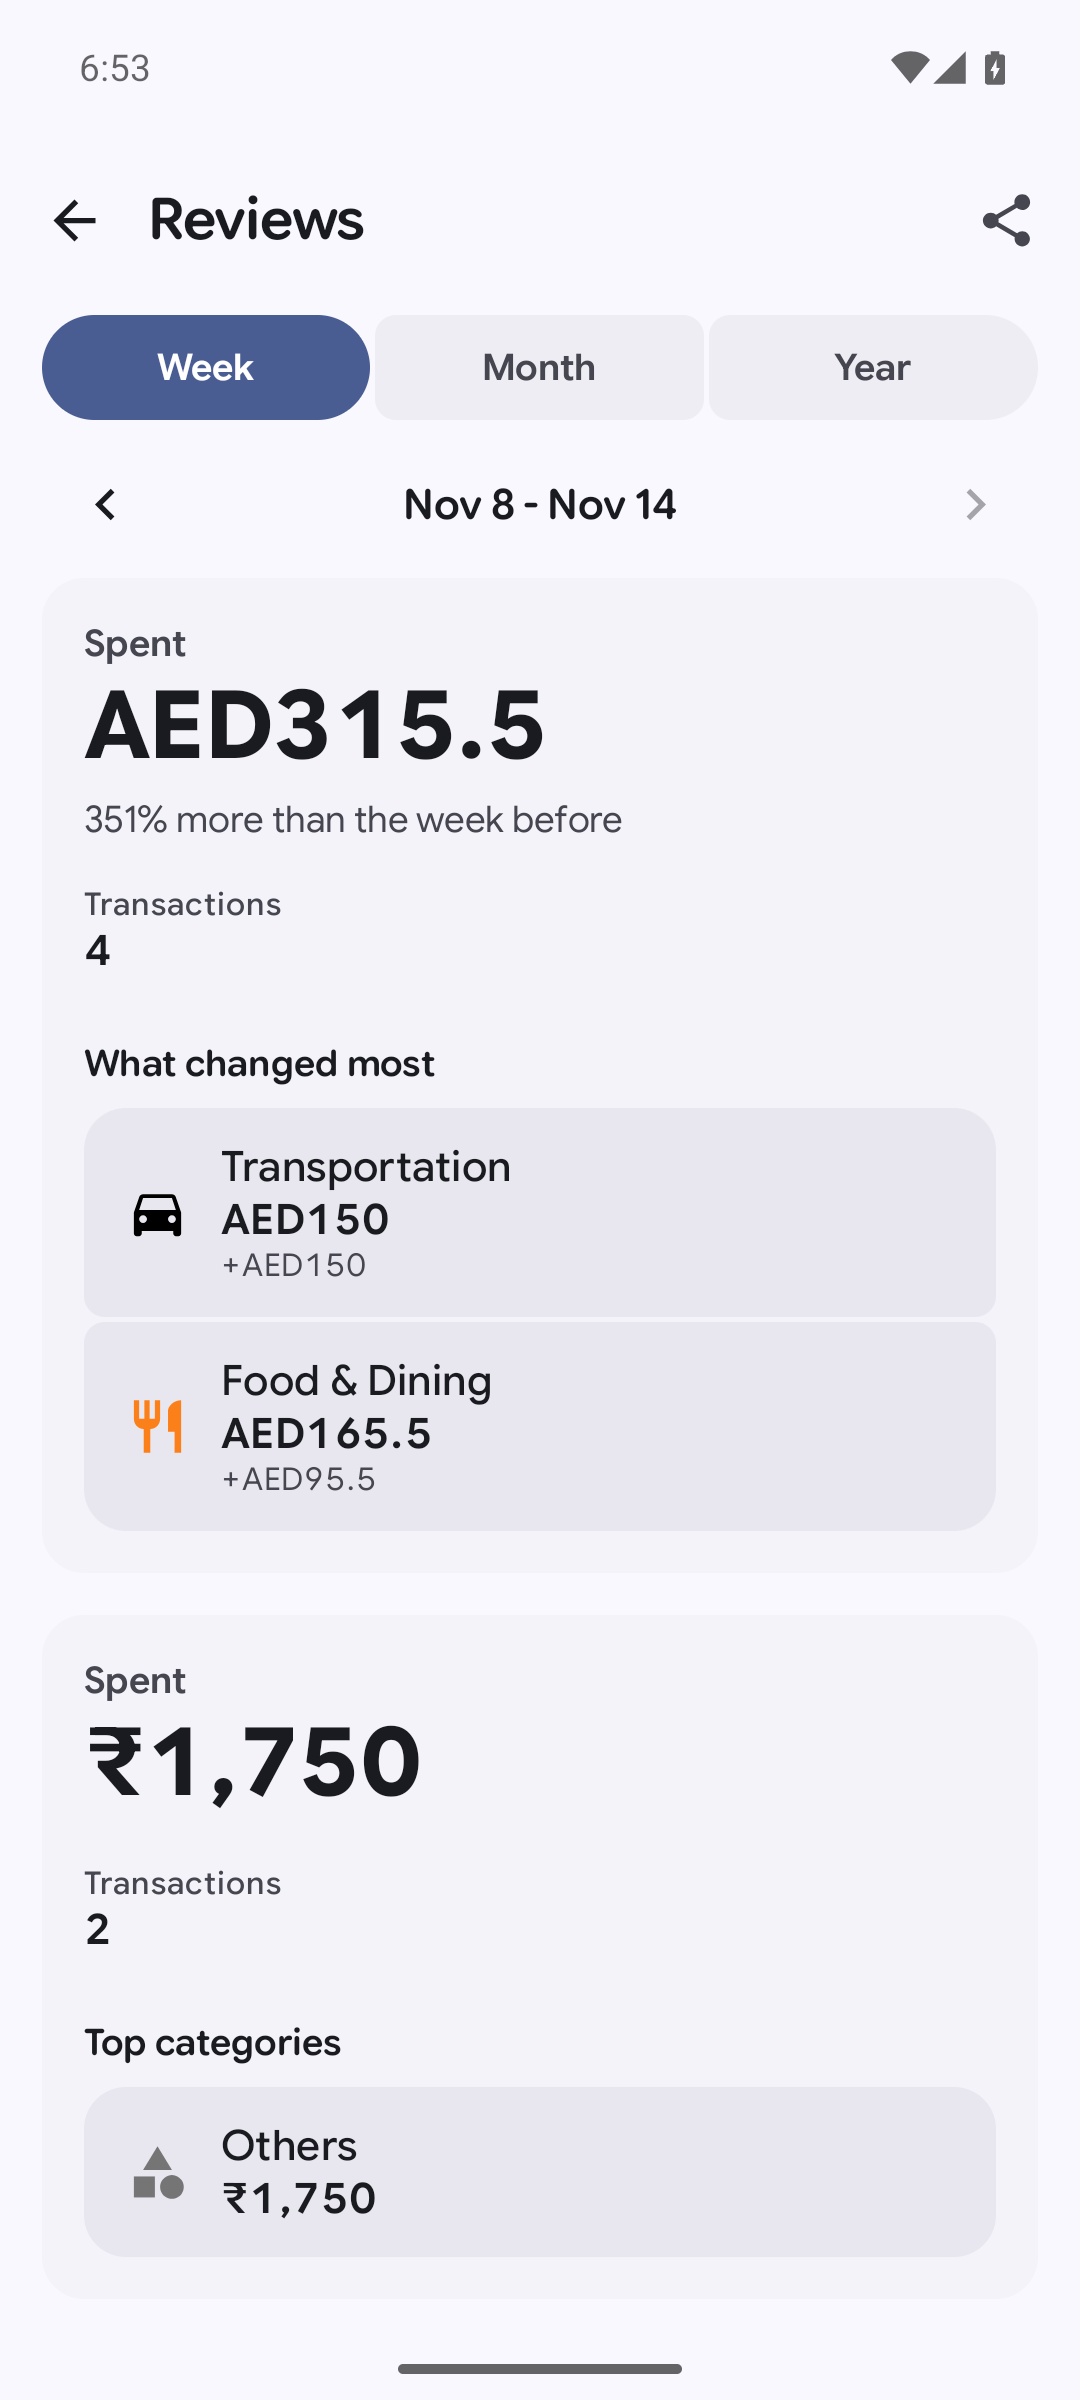 6:53
Reviews
Week
Month
Year
Nov 8 - Nov 14
Spent
AED315.5
351% more than the week before
Transactions
4
What changed most
Transportation
AED150
+AED150
Food & Dining
AED165.5
+AED95.5
Spent
₹1,750
Transactions
2
Top categories
Others
₹1,750